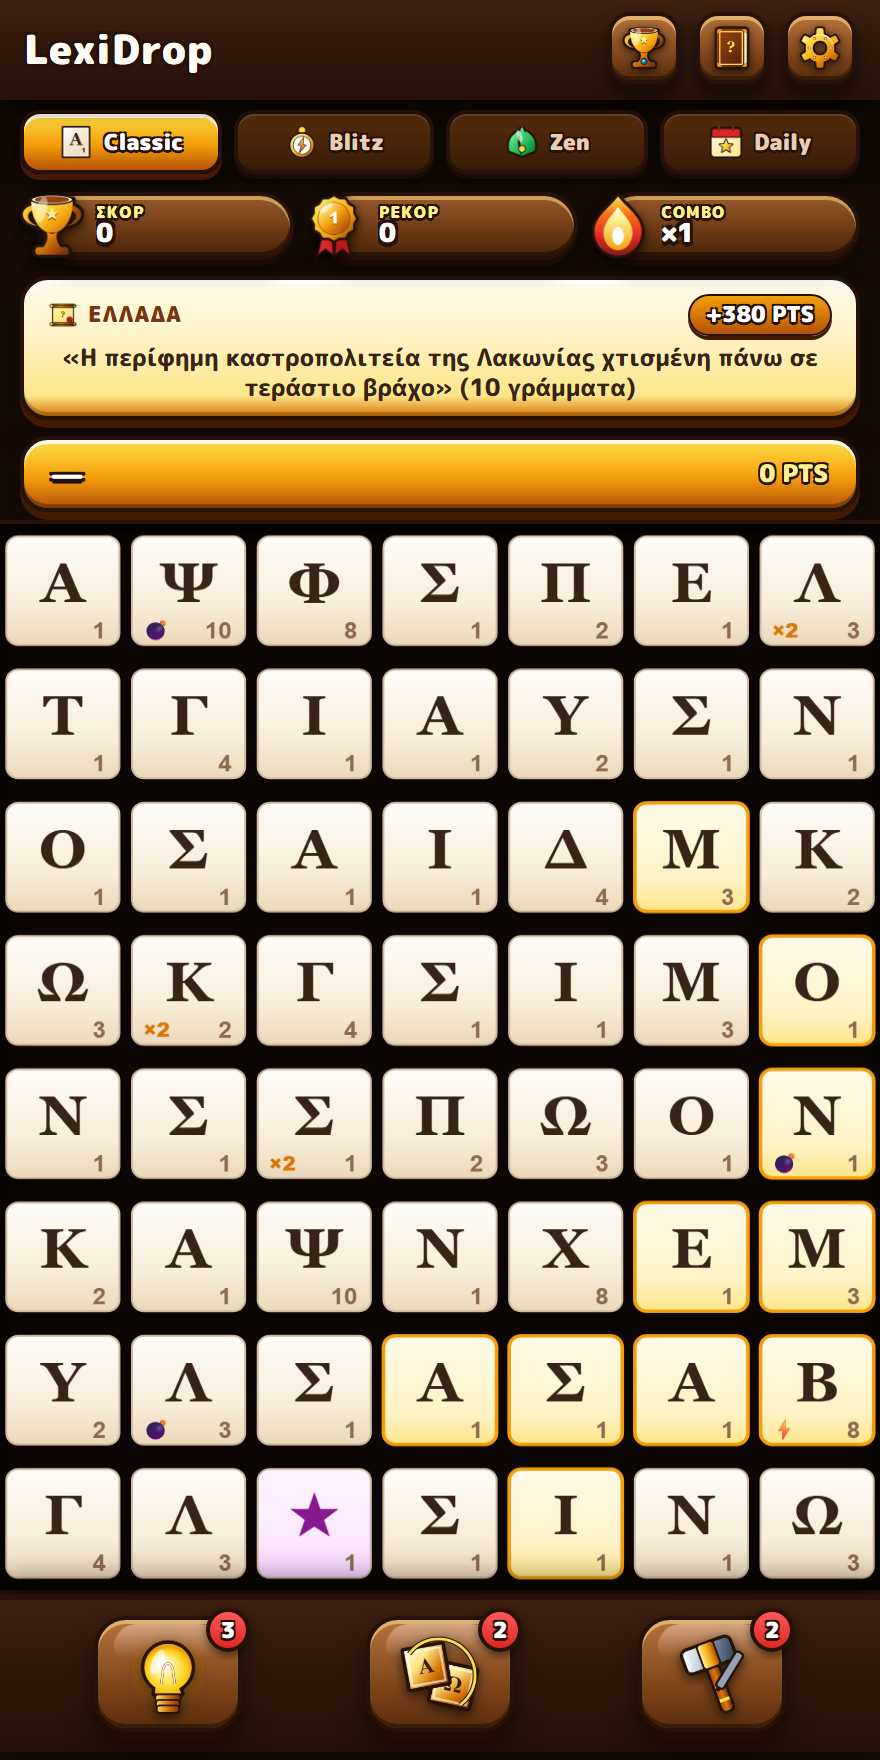 LexiDrop
Classic Blitz Zen Daily
ΣΚΟΡ ΡΕΚΟΡ COMBO
0 0 ×1
ΕΛΛΑΔΑ +380 PTS
«Η περίφημη καστροπολιτεία της Λακωνίας χτισμένη πάνω σε
τεράστιο βράχο» (10 γράμματα)
— 0 PTS
Α Ψ Φ Σ Π Ε Λ
1 10 8 1 2 1 ×2 3
Τ Γ Ι Α Υ Σ Ν
1 4 1 1 2 1 1
Ο Σ Α Ι Δ Μ Κ
1 1 1 1 4 3 2
Ω Κ Γ Σ Ι Μ Ο
3 ×2 2 4 1 1 3 1
Ν Σ Σ Π Ω Ο Ν
1 1 ×2 1 2 3 1 1
Κ Α Ψ Ν Χ Ε Μ
2 1 10 1 8 1 3
Υ Λ Σ Α Σ Α Β
2 3 1 1 1 1 8
Γ Λ ★ Σ Ι Ν Ω
4 3 1 1 1 1 3
3 2 2